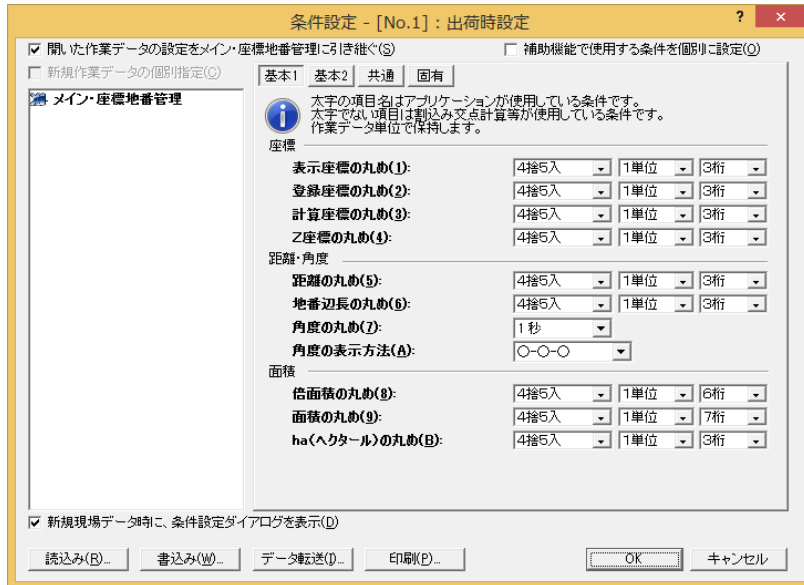 条件設定 - [No.1] : 出荷時設定
? ×
開いた作業データの設定をメイン・座標地番管理に引き継ぐ(S) 補助機能で使用する条件を個別に設定(O)
新規作業データの個別指定(C)
メイン・座標地番管理
基本1 基本2 共通 固有
太字の項目名はアプリケーションが使用している条件です。
太字でない項目は割込み交点計算等が使用している条件です。
作業データ単位で保持します。
座標
表示座標の丸め(1): 4捨5入 1単位 3桁
登録座標の丸め(2): 4捨5入 1単位 3桁
計算座標の丸め(3): 4捨5入 1単位 3桁
Z座標の丸め(4): 4捨5入 1単位 3桁
距離・角度
距離の丸め(5): 4捨5入 1単位 3桁
地番辺長の丸め(6): 4捨5入 1単位 3桁
角度の丸め(7): 1秒
角度の表示方法(A): ○-○-○
面積
倍面積の丸め(8): 4捨5入 1単位 6桁
面積の丸め(9): 4捨5入 1単位 7桁
ha(ヘクタール)の丸め(B): 4捨5入 1単位 3桁
新規現場データ時に、条件設定ダイアログを表示(D)
読込み(R)... 書込み(W)... データ転送(I)... 印刷(P)... OK キャンセル